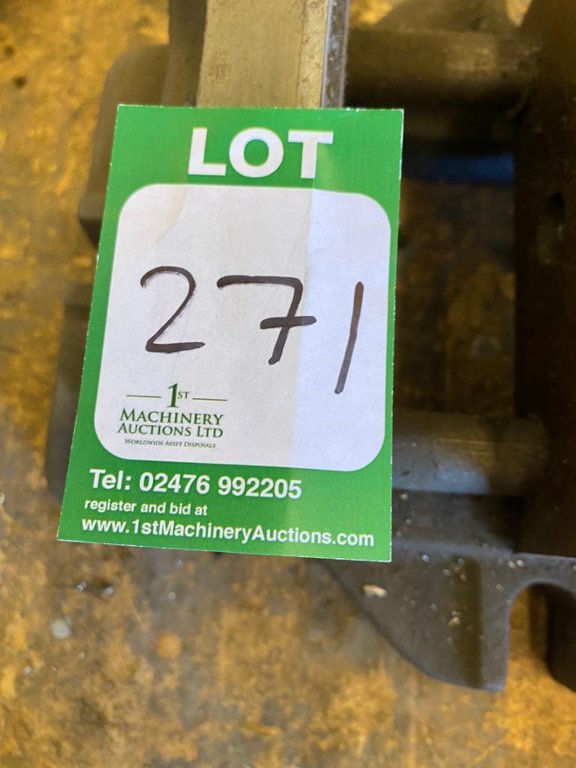 LOT
271
1ST
MACHINERY
AUCTIONS LTD
WORLDWIDE ASSET DISPOSALS
Tel: 02476 992205
register and bid at
www.1stMachineryAuctions.com